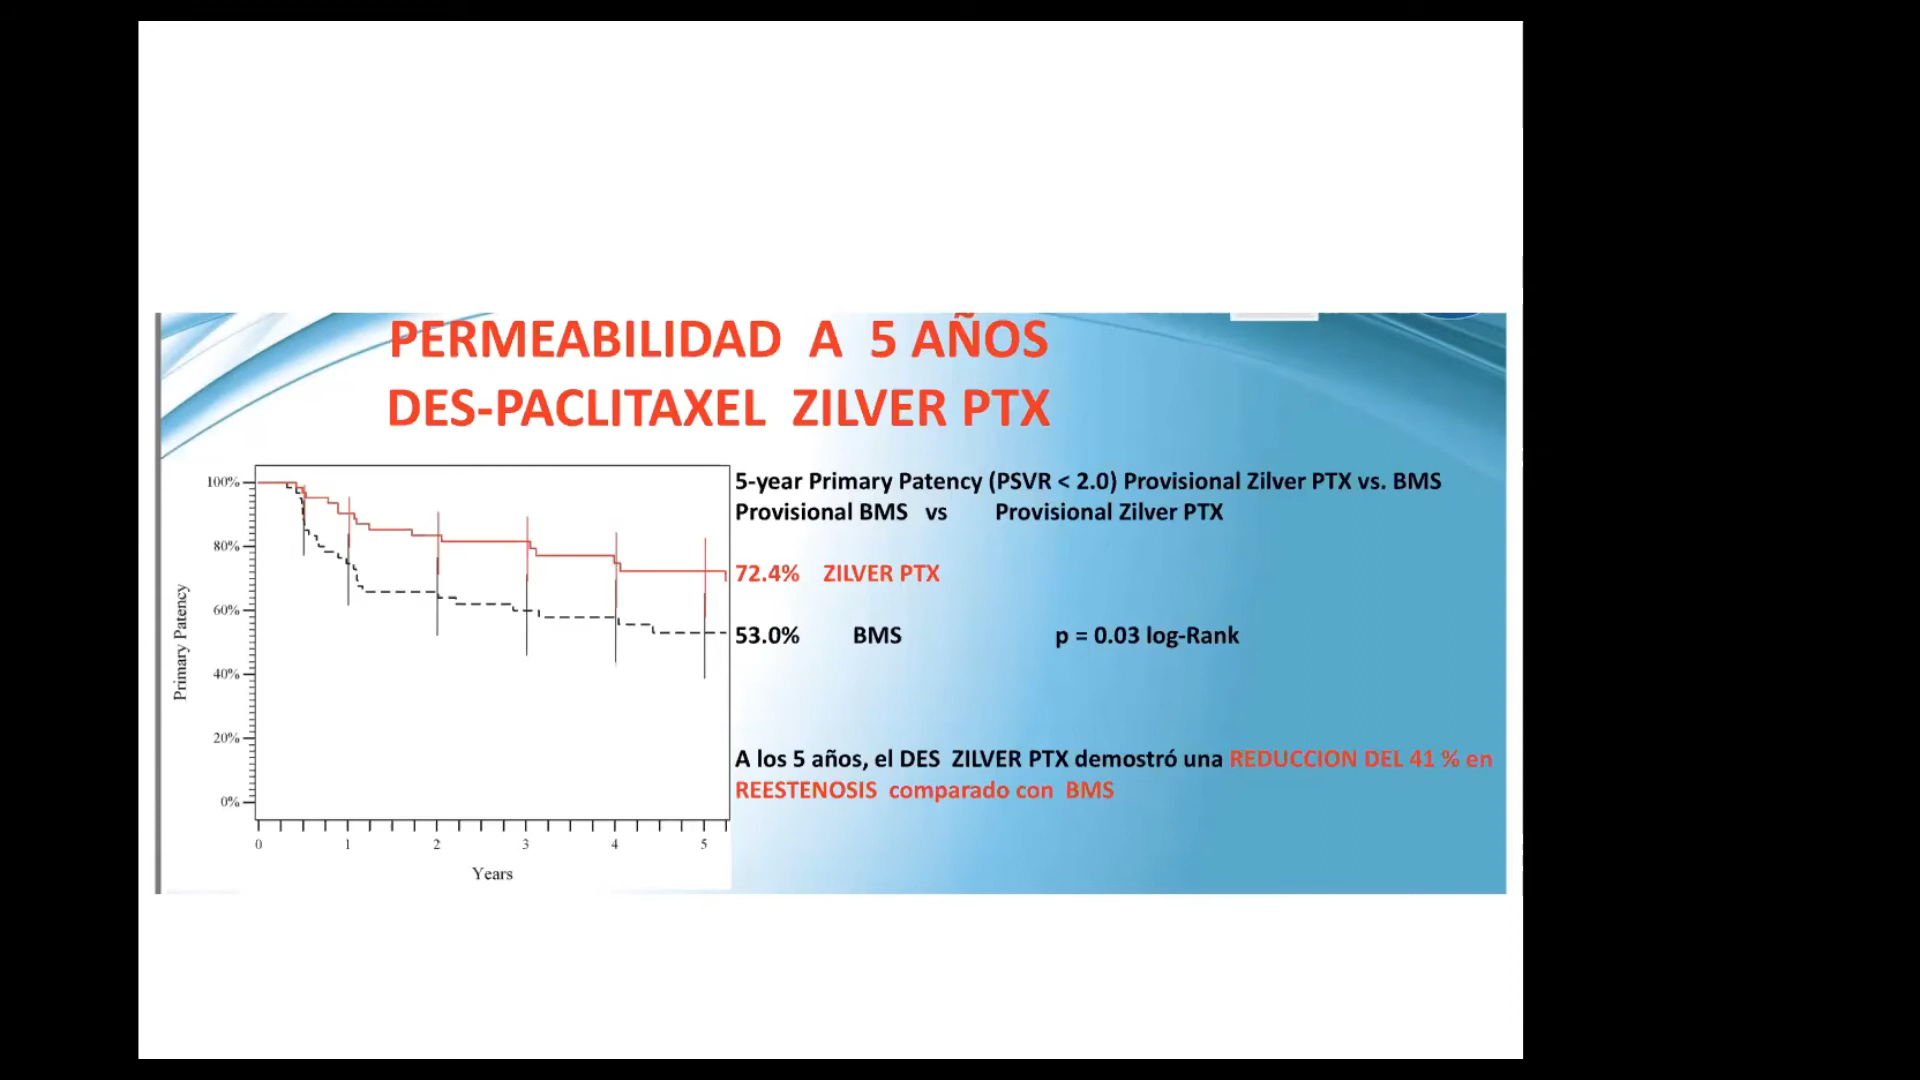 PERMEABILIDAD A 5 AÑOS
DES-PACLITAXEL ZILVER PTX
5-year Primary Patency (PSVR < 2.0) Provisional Zilver PTX vs. BMS
Provisional BMS vs Provisional Zilver PTX
72.4% ZILVER PTX
53.0% BMS p = 0.03 log-Rank
A los 5 años, el DES ZILVER PTX demostró una REDUCCION DEL 41 % en
REESTENOSIS comparado con BMS
Primary Patency
100%
80%
60%
40%
20%
0%
0 1 2 3 4 5
Years